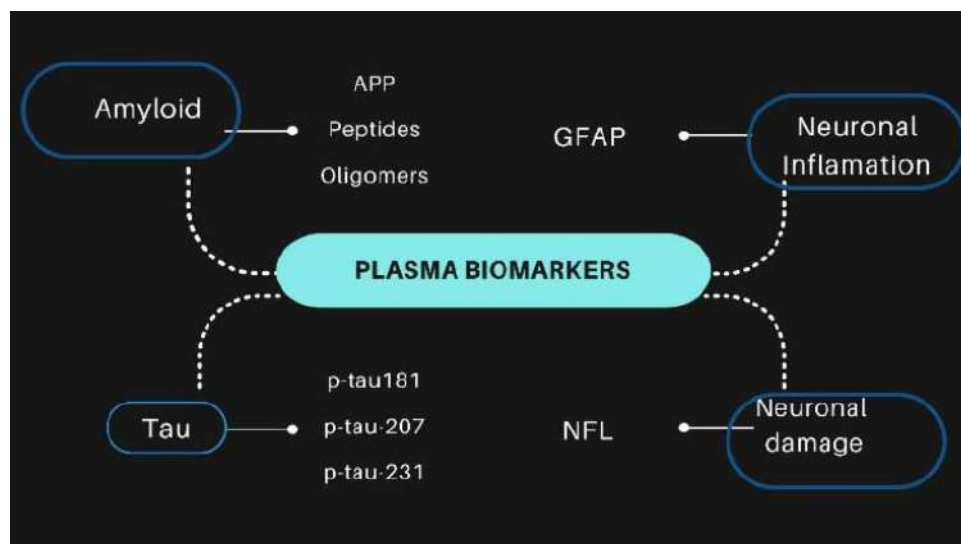 Amyloid
APP
Peptides
Oligomers
GFAP
Neuronal
Inflamation
PLASMA BIOMARKERS
Tau
p-tau181
p-tau-207
p-tau-231
NFL
Neuronal
damage